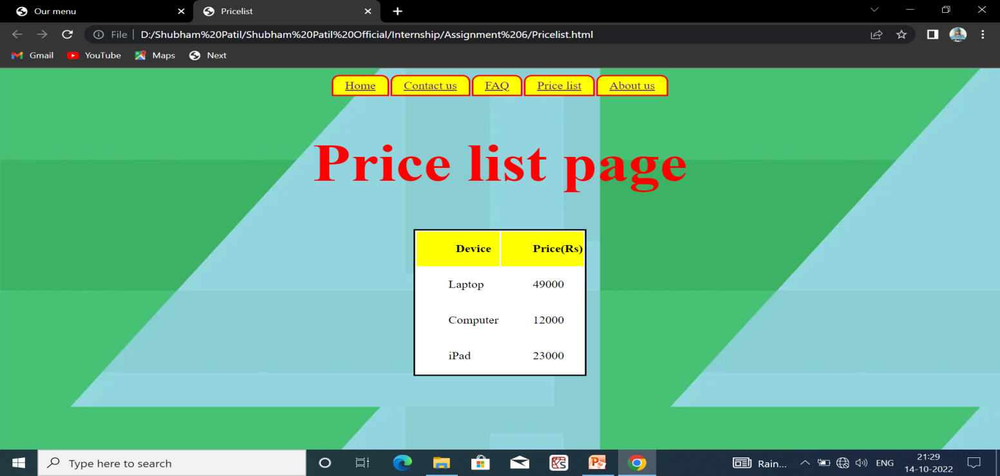 Our menu
Pricelist
File
D:/Shubham%20Patil/Shubham%20Patil%20Official/Internship/Assignment%206/Pricelist.html
Gmail YouTube Maps Next
Home Contact us FAQ Price list About us
Price list page
Device Price(Rs)
Laptop 49000
Computer 12000
iPad 23000
Type here to search
Rain... ENG
21:29
14-10-2022